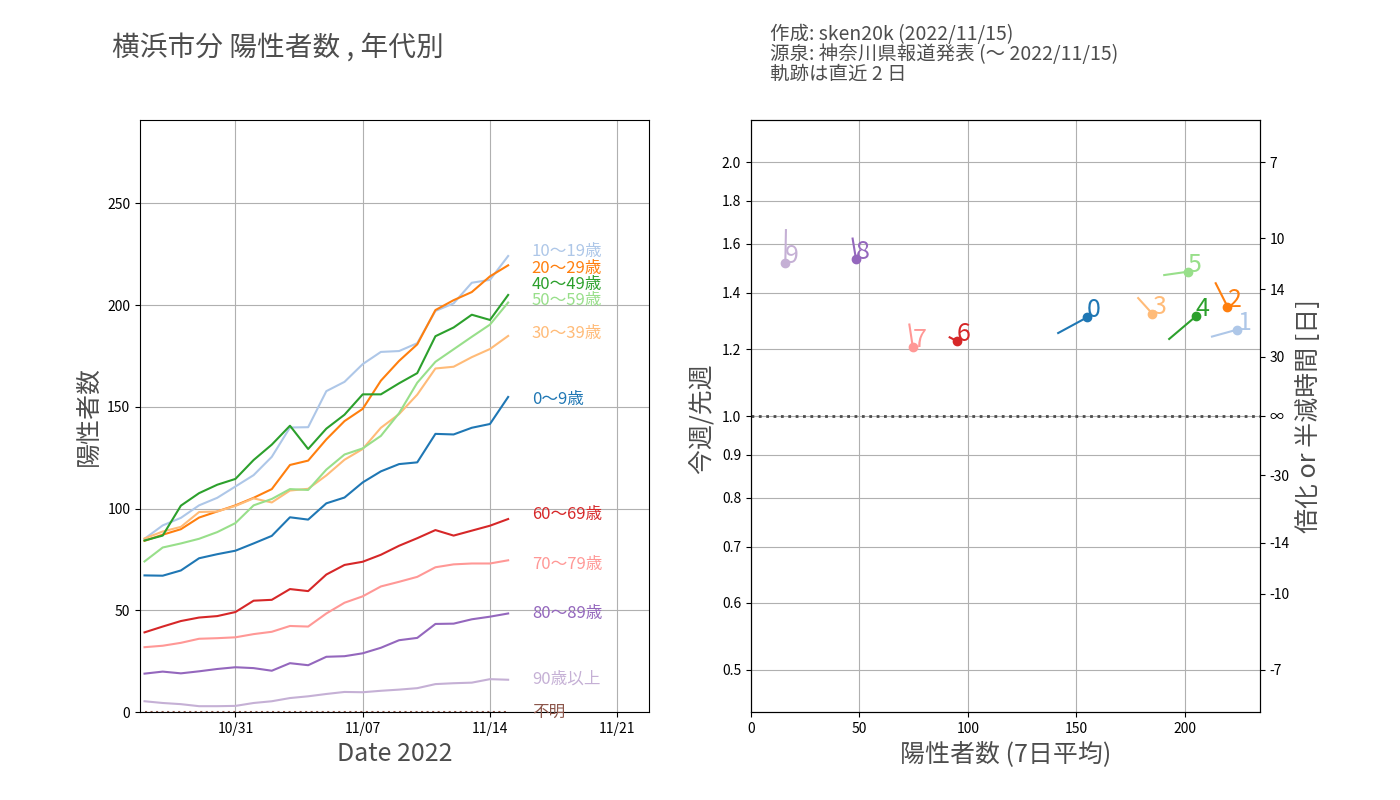 横浜市分 陽性者数 , 年代別
作成: sken20k (2022/11/15)
源泉: 神奈川県報道発表 (〜 2022/11/15)
軌跡は直近 2 日
陽性者数
250
200
150
100
50
0
10/31
11/07
11/14
11/21
Date 2022
10〜19歳
20〜29歳
40〜49歳
50〜59歳
30〜39歳
0〜9歳
60〜69歳
70〜79歳
80〜89歳
90歳以上
不明
今週/先週
2.0
1.8
1.6
1.4
1.2
1.0
0.9
0.8
0.7
0.6
0.5
9
8
5
2
3
4
0
1
6
7
0
50
100
150
200
陽性者数 (7日平均)
7
10
14
30
∞
-30
-14
-10
-7
倍化 or 半減時間 [日]